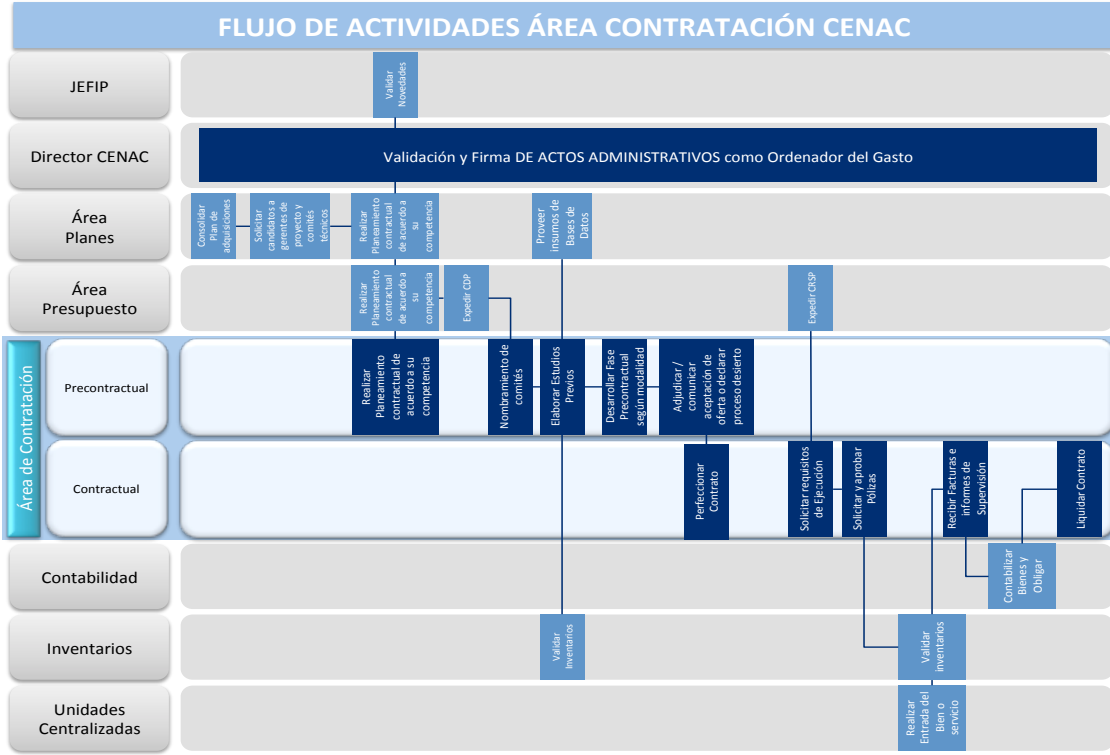 FLUJO DE ACTIVIDADES ÁREA CONTRATACIÓN CENAC
JEFIP
Validar
Novedades
Director CENAC
Validación y Firma DE ACTOS ADMINISTRATIVOS como Ordenador del Gasto
Área
Planes
Consolidar
Plan de
adquisiciones
Solicitar
candidatos a
gerentes de
proyecto y
comités
técnicos
Realizar
Planeamiento
contractual
de acuerdo a
su
competencia
Proveer
insumos de
Bases de
Datos
Área
Presupuesto
Realizar
Planeamiento
contractual
de acuerdo a
su
competencia
Expedir CDP
Expedir CRSP
Área de Contratación
Precontractual
Realizar
Planeamiento
contractual de
acuerdo a su
competencia
Nombramiento de
comités
Elaborar Estudios
Previos
Desarrollar Fase
Precontractual
según modalidad
Adjudicar /
comunicar
aceptación de
oferta o declarar
proceso desierto
Contractual
Perfeccionar
Contrato
Solicitar requisitos
de Ejecución
Solicitar y aprobar
Pólizas
Recibir Facturas e
informes de
Supervisión
Liquidar Contrato
Contabilidad
Contabilizar
Bienes y
Obligar
Inventarios
Validar
Inventarios
Validar
inventarios
Unidades
Centralizadas
Realizar
Entrada del
Bien o
servicio